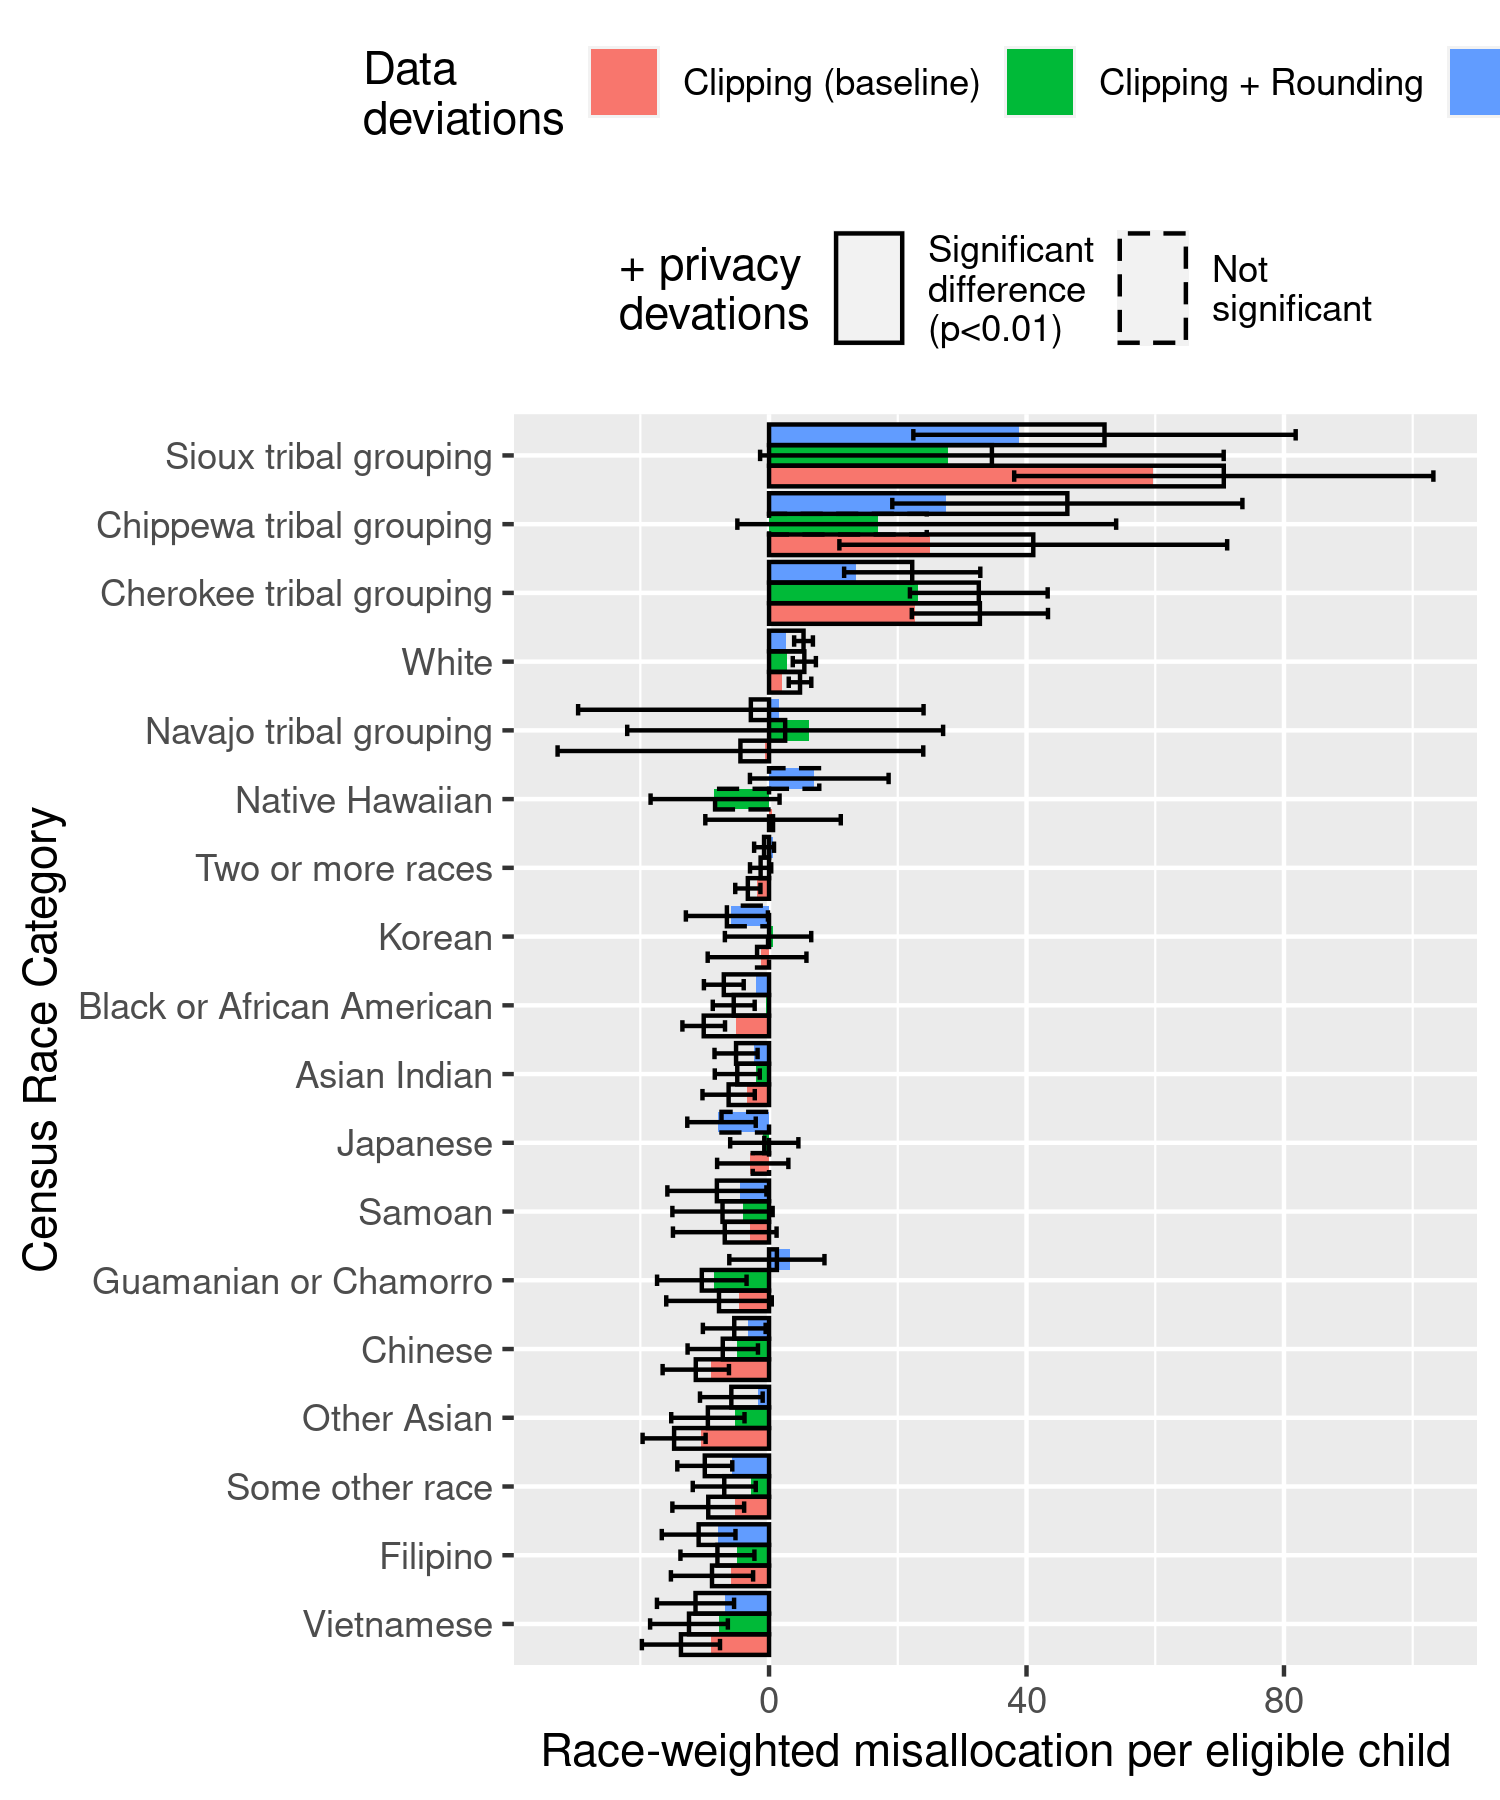 Data
deviations
Clipping (baseline)
Clipping + Rounding
+ privacy
devations
Significant
difference
(p<0.01)
Not
significant
Sioux tribal grouping
Chippewa tribal grouping
Cherokee tribal grouping
White
Navajo tribal grouping
Native Hawaiian
Two or more races
Korean
Black or African American
Asian Indian
Japanese
Samoan
Guamanian or Chamorro
Chinese
Other Asian
Some other race
Filipino
Vietnamese
Census Race Category
0
40
80
Race-weighted misallocation per eligible child